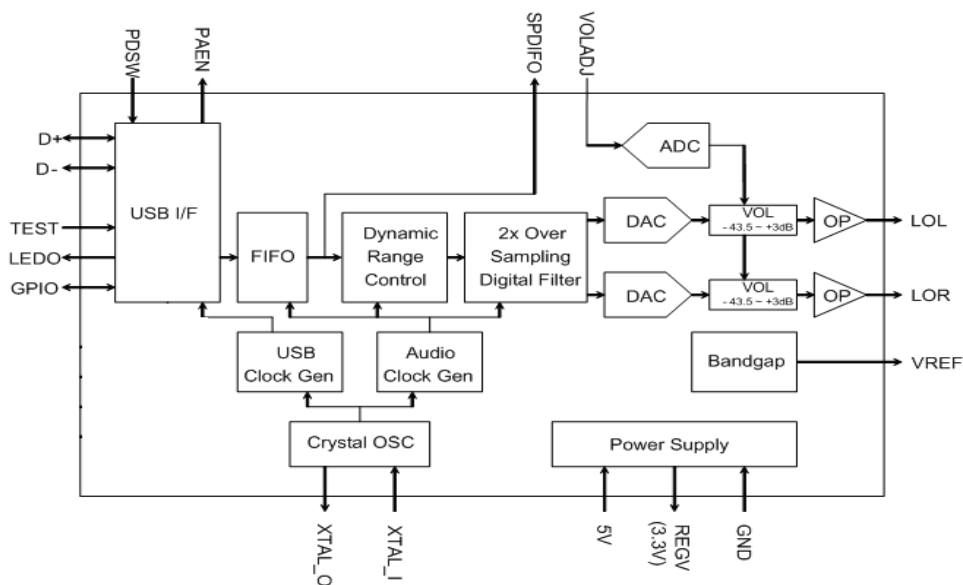 PDSW
PAEN
SPDIFO
VOLADJ
D+
D-
TEST
LEDO
GPIO
USB I/F
FIFO
Dynamic
Range
Control
2x Over
Sampling
Digital Filter
ADC
DAC
VOL
- 43.5 ~ +3dB
OP
LOL
DAC
VOL
- 43.5 ~ +3dB
OP
LOR
USB
Clock Gen
Audio
Clock Gen
Bandgap
VREF
Crystal OSC
Power Supply
XTAL_O
XTAL_I
5V
REGV
(3.3V)
GND